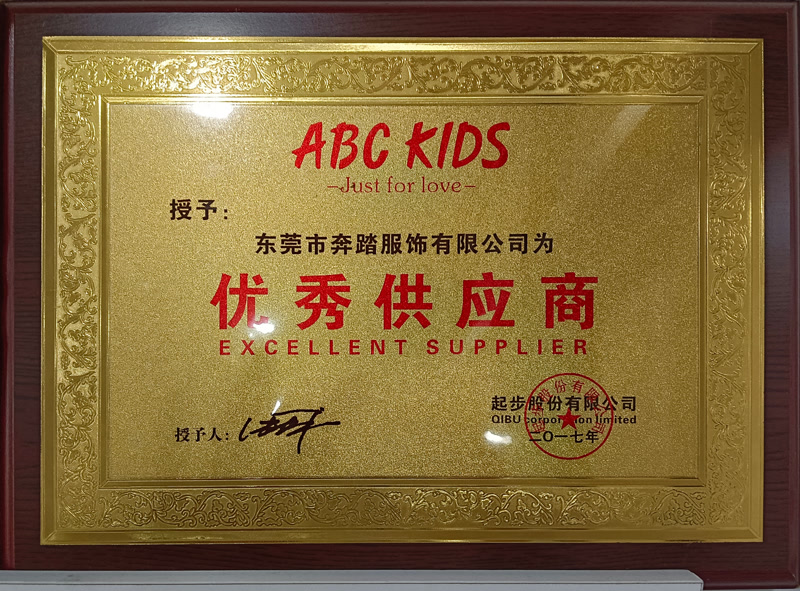 ABC KIDS
–Just for love–
授予：
东莞市奔踏服饰有限公司为
优秀供应商
EXCELLENT SUPPLIER
授予人：
起步股份有限公司
QIBU corporation limited
二〇一七年